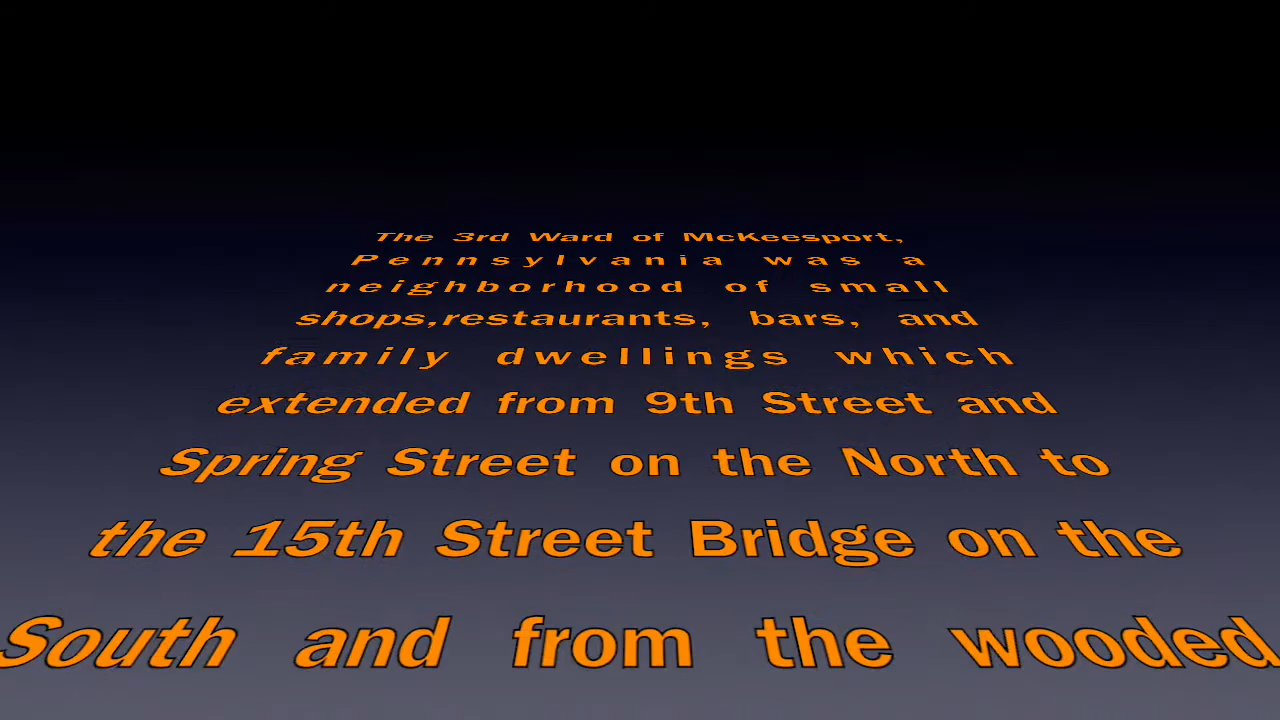 The 3rd Ward of McKeesport,
Pennsylvania was a
neighborhood of small
shops,restaurants, bars, and
family dwellings which
extended from 9th Street and
Spring Street on the North to
the 15th Street Bridge on the
South and from the wooded